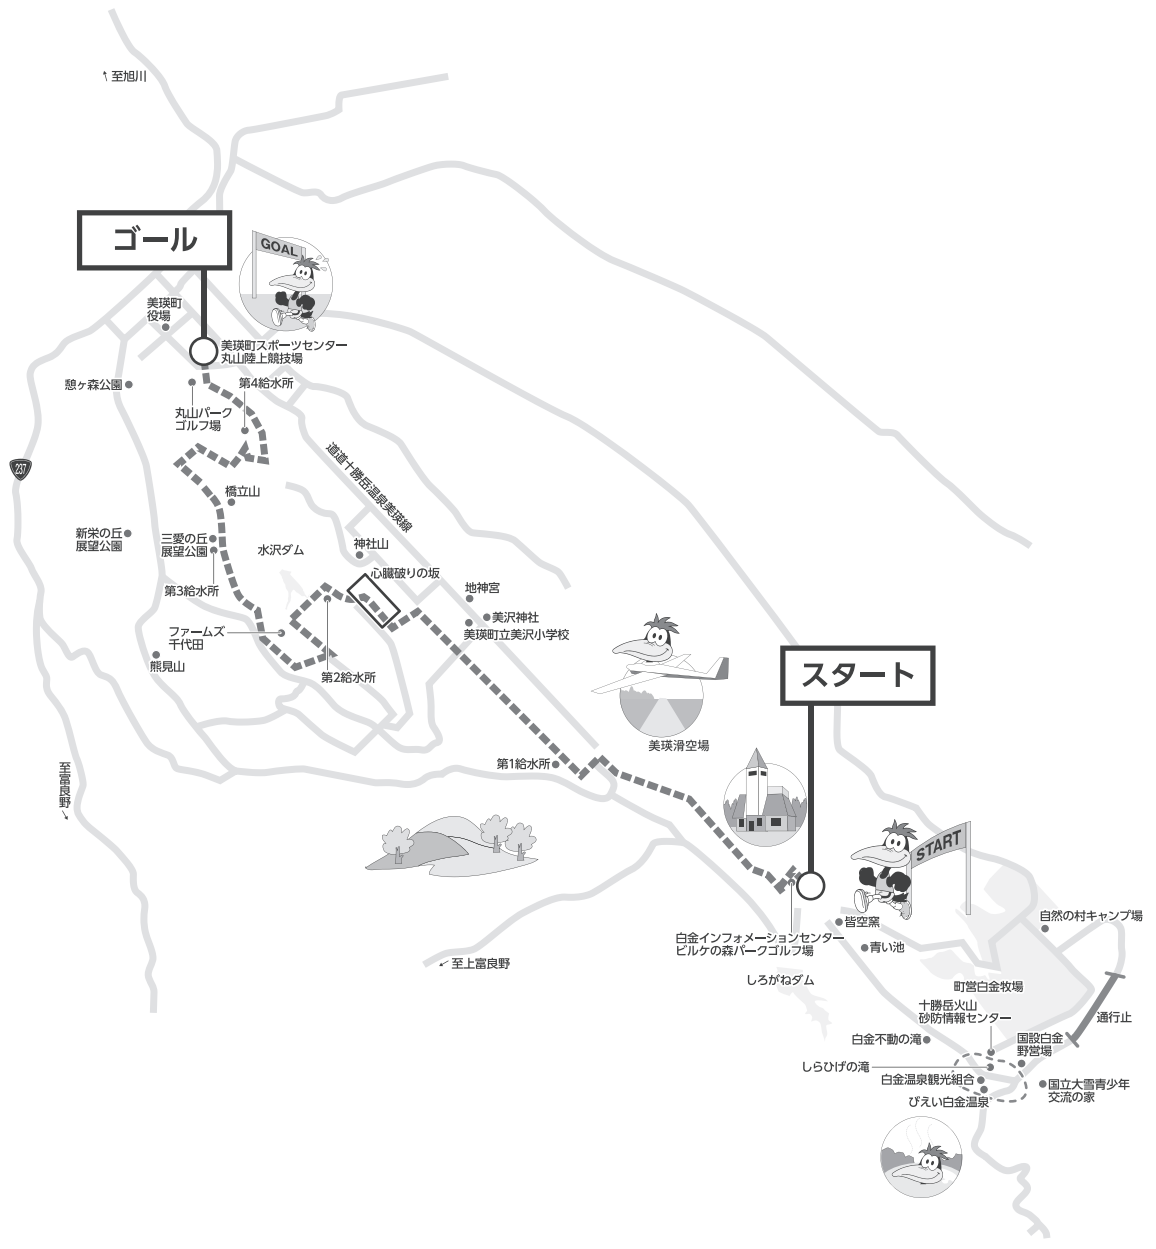 至旭川
ゴール
GOAL
美瑛町
役場
美瑛町スポーツセンター
丸山陸上競技場
憩ヶ森公園
第4給水所
丸山パーク
ゴルフ場
道道十勝岳温泉美瑛線
237
橋立山
新栄の丘
展望公園
三愛の丘
展望公園
水沢ダム
神社山
心臓破りの坂
第3給水所
地神宮
美沢神社
美瑛町立美沢小学校
ファームズ
千代田
熊見山
第2給水所
スタート
美瑛滑空場
第1給水所
至富良野
START
皆空窯
自然の村キャンプ場
白金インフォメーションセンター
ビルケの森パークゴルフ場
青い池
至上富良野
しろがねダム
町営白金牧場
十勝岳火山
砂防情報センター
通行止
白金不動の滝
国設白金
野営場
しらひげの滝
白金温泉観光組合
国立大雪青少年
交流の家
びえい白金温泉